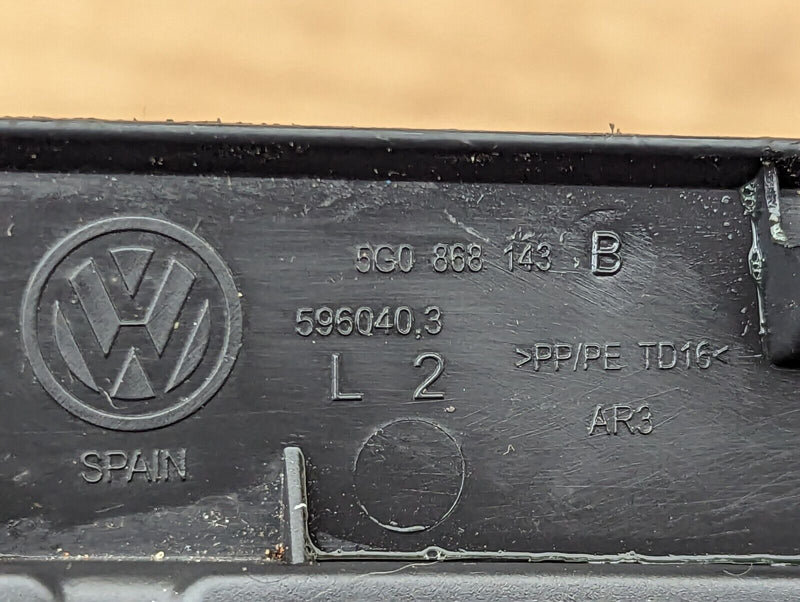 5G0 868 143 B
596040.3
L 2
>PP/PE TD16<
AR3
SPAIN